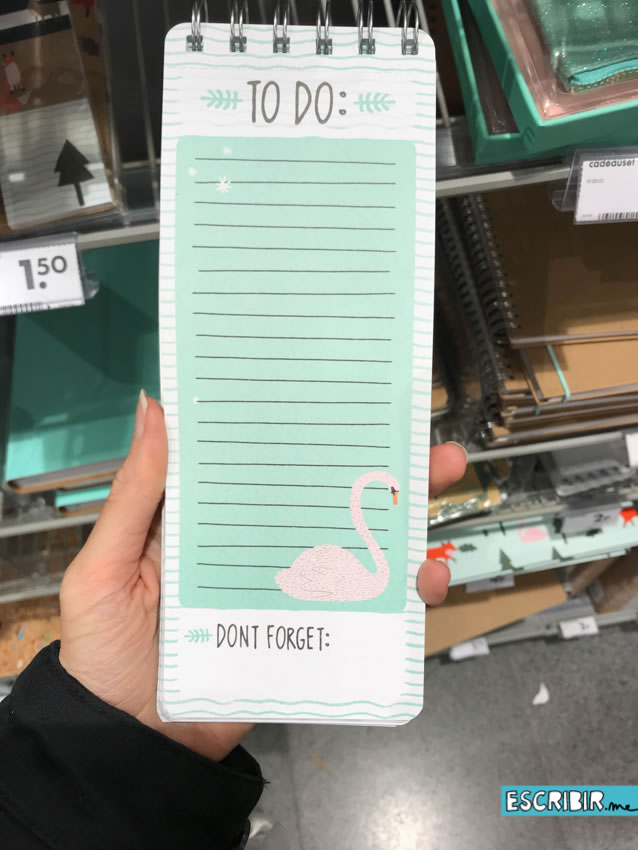 TO DO:
cadeauset
1.50
DONT FORGET:
ESCRIBIR.me